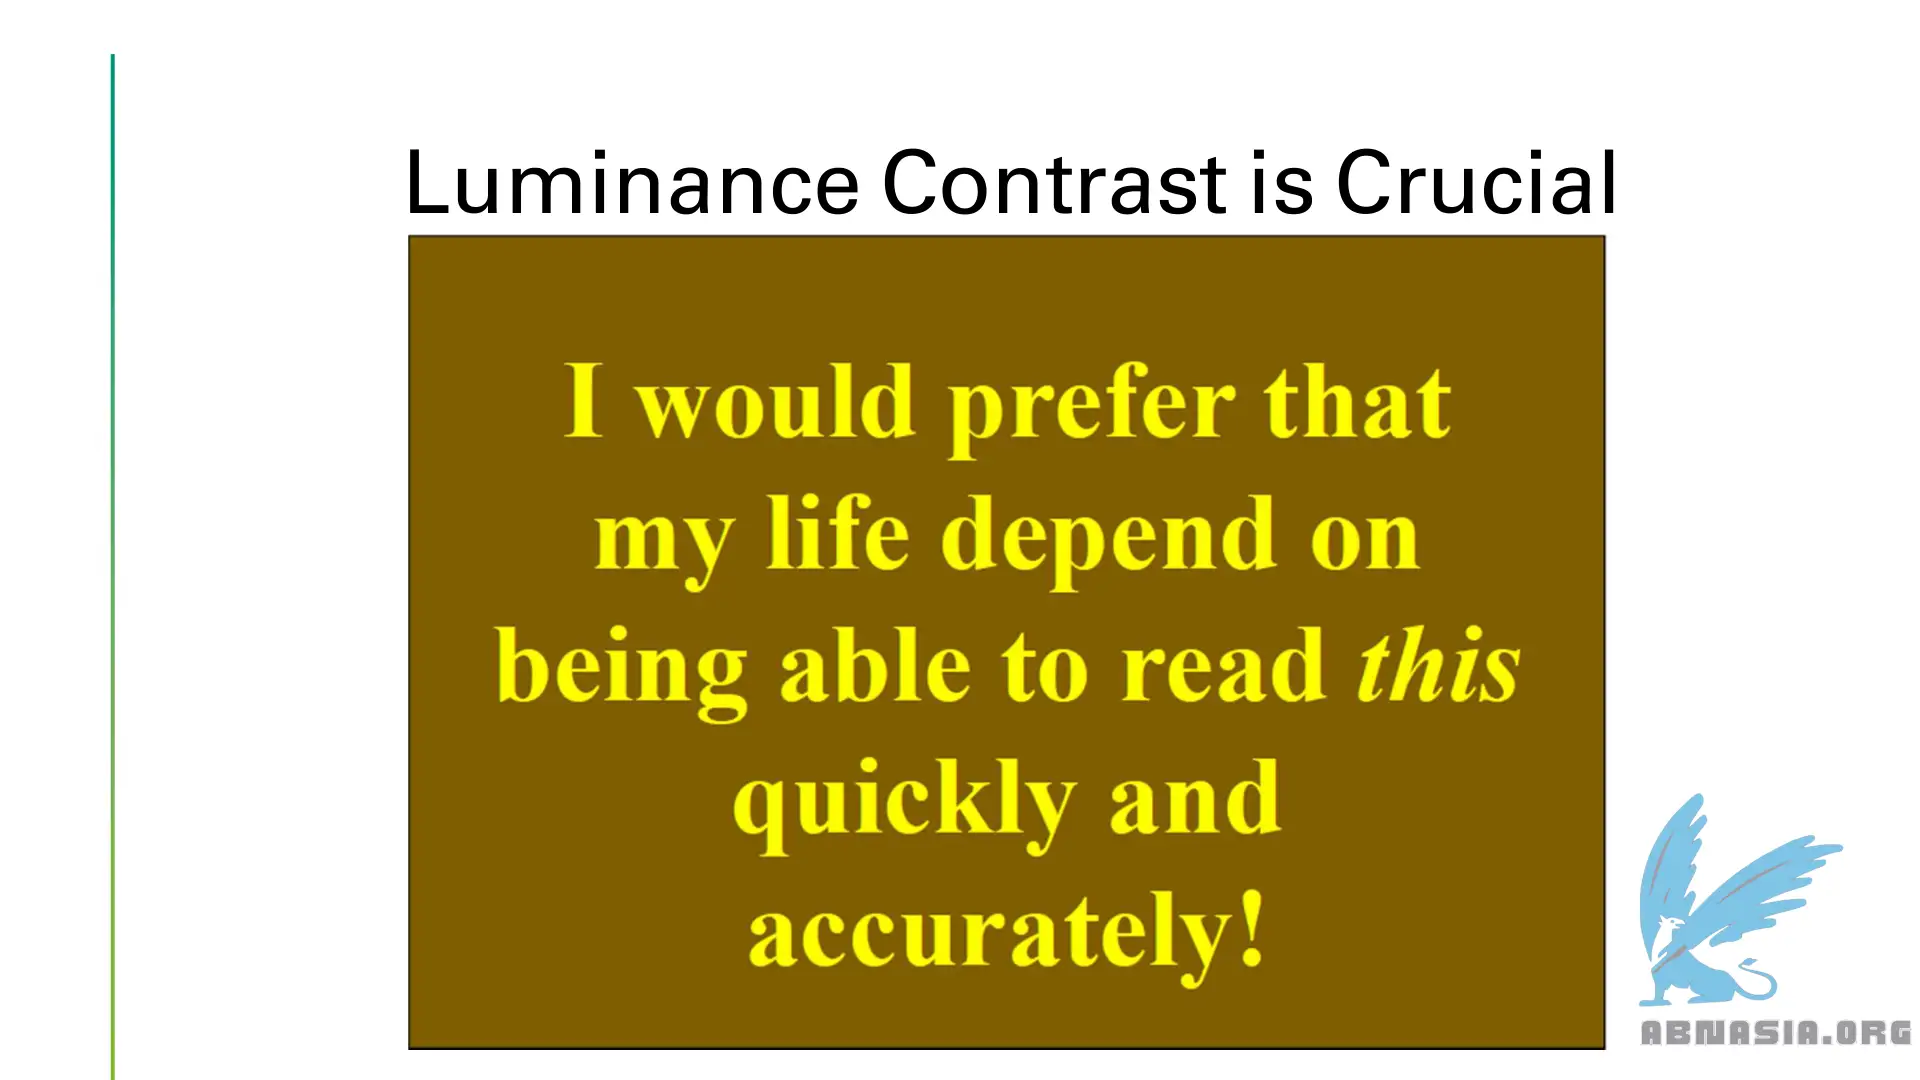 Luminance Contrast is Crucial
I would prefer that
my life depend on
being able to read this
quickly and
accurately!
ABNASIA.ORG